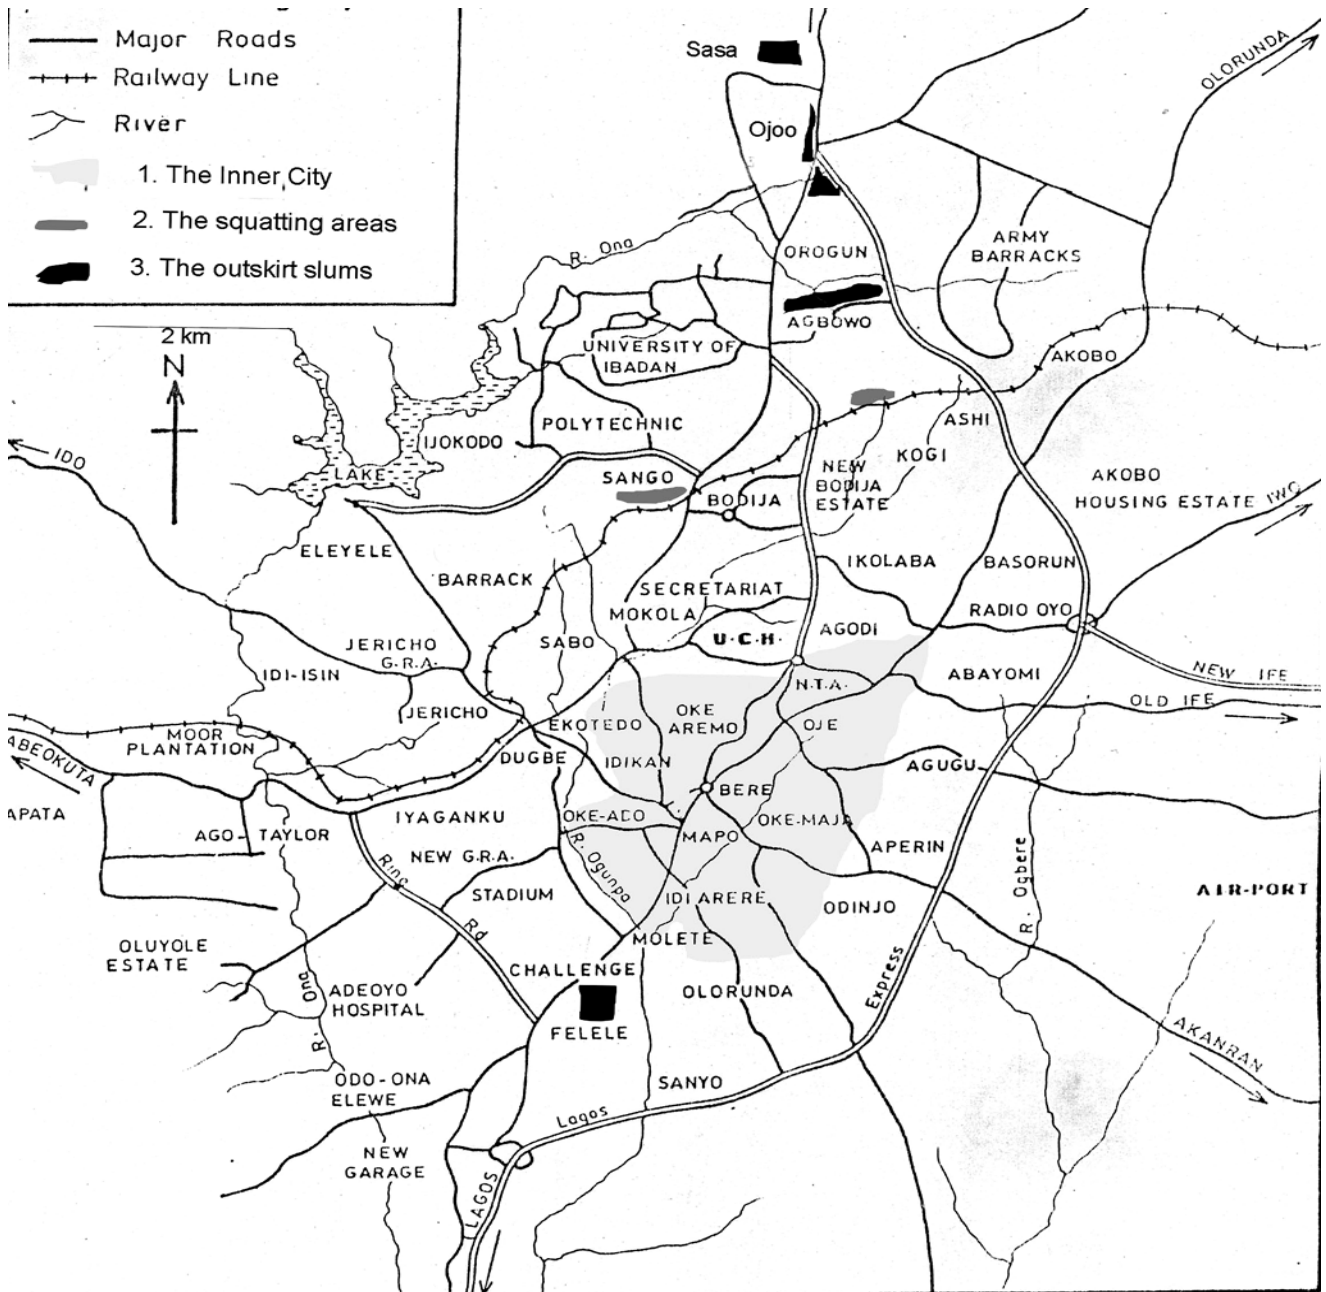 Major Roads
Railway Line
River
1. The Inner City
2. The squatting areas
3. The outskirt slums
2 km
N
Sasa
Ojoo
OLORUNDA
R. Ona
OROGUN
ARMY
BARRACKS
AGBOWO
UNIVERSITY OF
IBADAN
AKOBO
POLYTECHNIC
ASHI
IJOKODO
KOGI
IDO
LAKE
SANGO
NEW
BODIJA
ESTATE
BODIJA
AKOBO
HOUSING ESTATE
IWO
ELEYELE
BARRACK
IKOLABA
BASORUN
SECRETARIAT
MOKOLA
RADIO OYO
U.C.H.
AGODI
SABO
JERICHO
G.R.A.
IDI-ISIN
ABAYOMI
NEW IFE
N.T.A.
OLD IFE
JERICHO
EKOTEDO
OKE
AREMO
OJE
MOOR
PLANTATION
ABEOKUTA
DUGBE
IDIKAN
AGUGU
BERE
APATA
IYAGANKU
OKE-ADO
OKE-MAJA
AGO-TAYLOR
MAPO
APERIN
Ring
Rd
NEW G.R.A.
R. Ogunpa
R. Ogbere
STADIUM
IDI ARERE
ODINJO
AIR-PORT
OLUYOLE
ESTATE
MOLETE
CHALLENGE
Express
ADEOYO
HOSPITAL
R. Ona
OLORUNDA
FELELE
AKANRAN
ODO-ONA
ELEWE
SANYO
Lagos
NEW
GARAGE
LAGOS